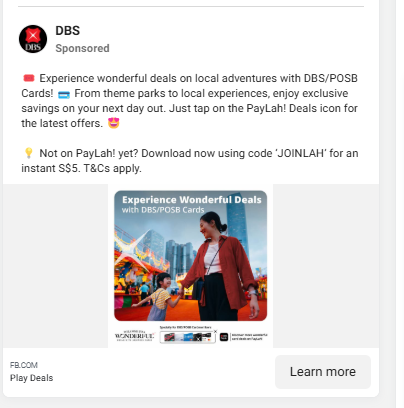 DBS
Sponsored
🎟️ Experience wonderful deals on local adventures with DBS/POSB
Cards! 💳 From theme parks to local experiences, enjoy exclusive
savings on your next day out. Just tap on the PayLah! Deals icon for
the latest offers. 😍
💡 Not on PayLah! yet? Download now using code ‘JOINLAH’ for an
instant S$5. T&Cs apply.
Experience Wonderful Deals
with DBS/POSB Cards
WONDERFUL
FB.COM
Play Deals
Learn more